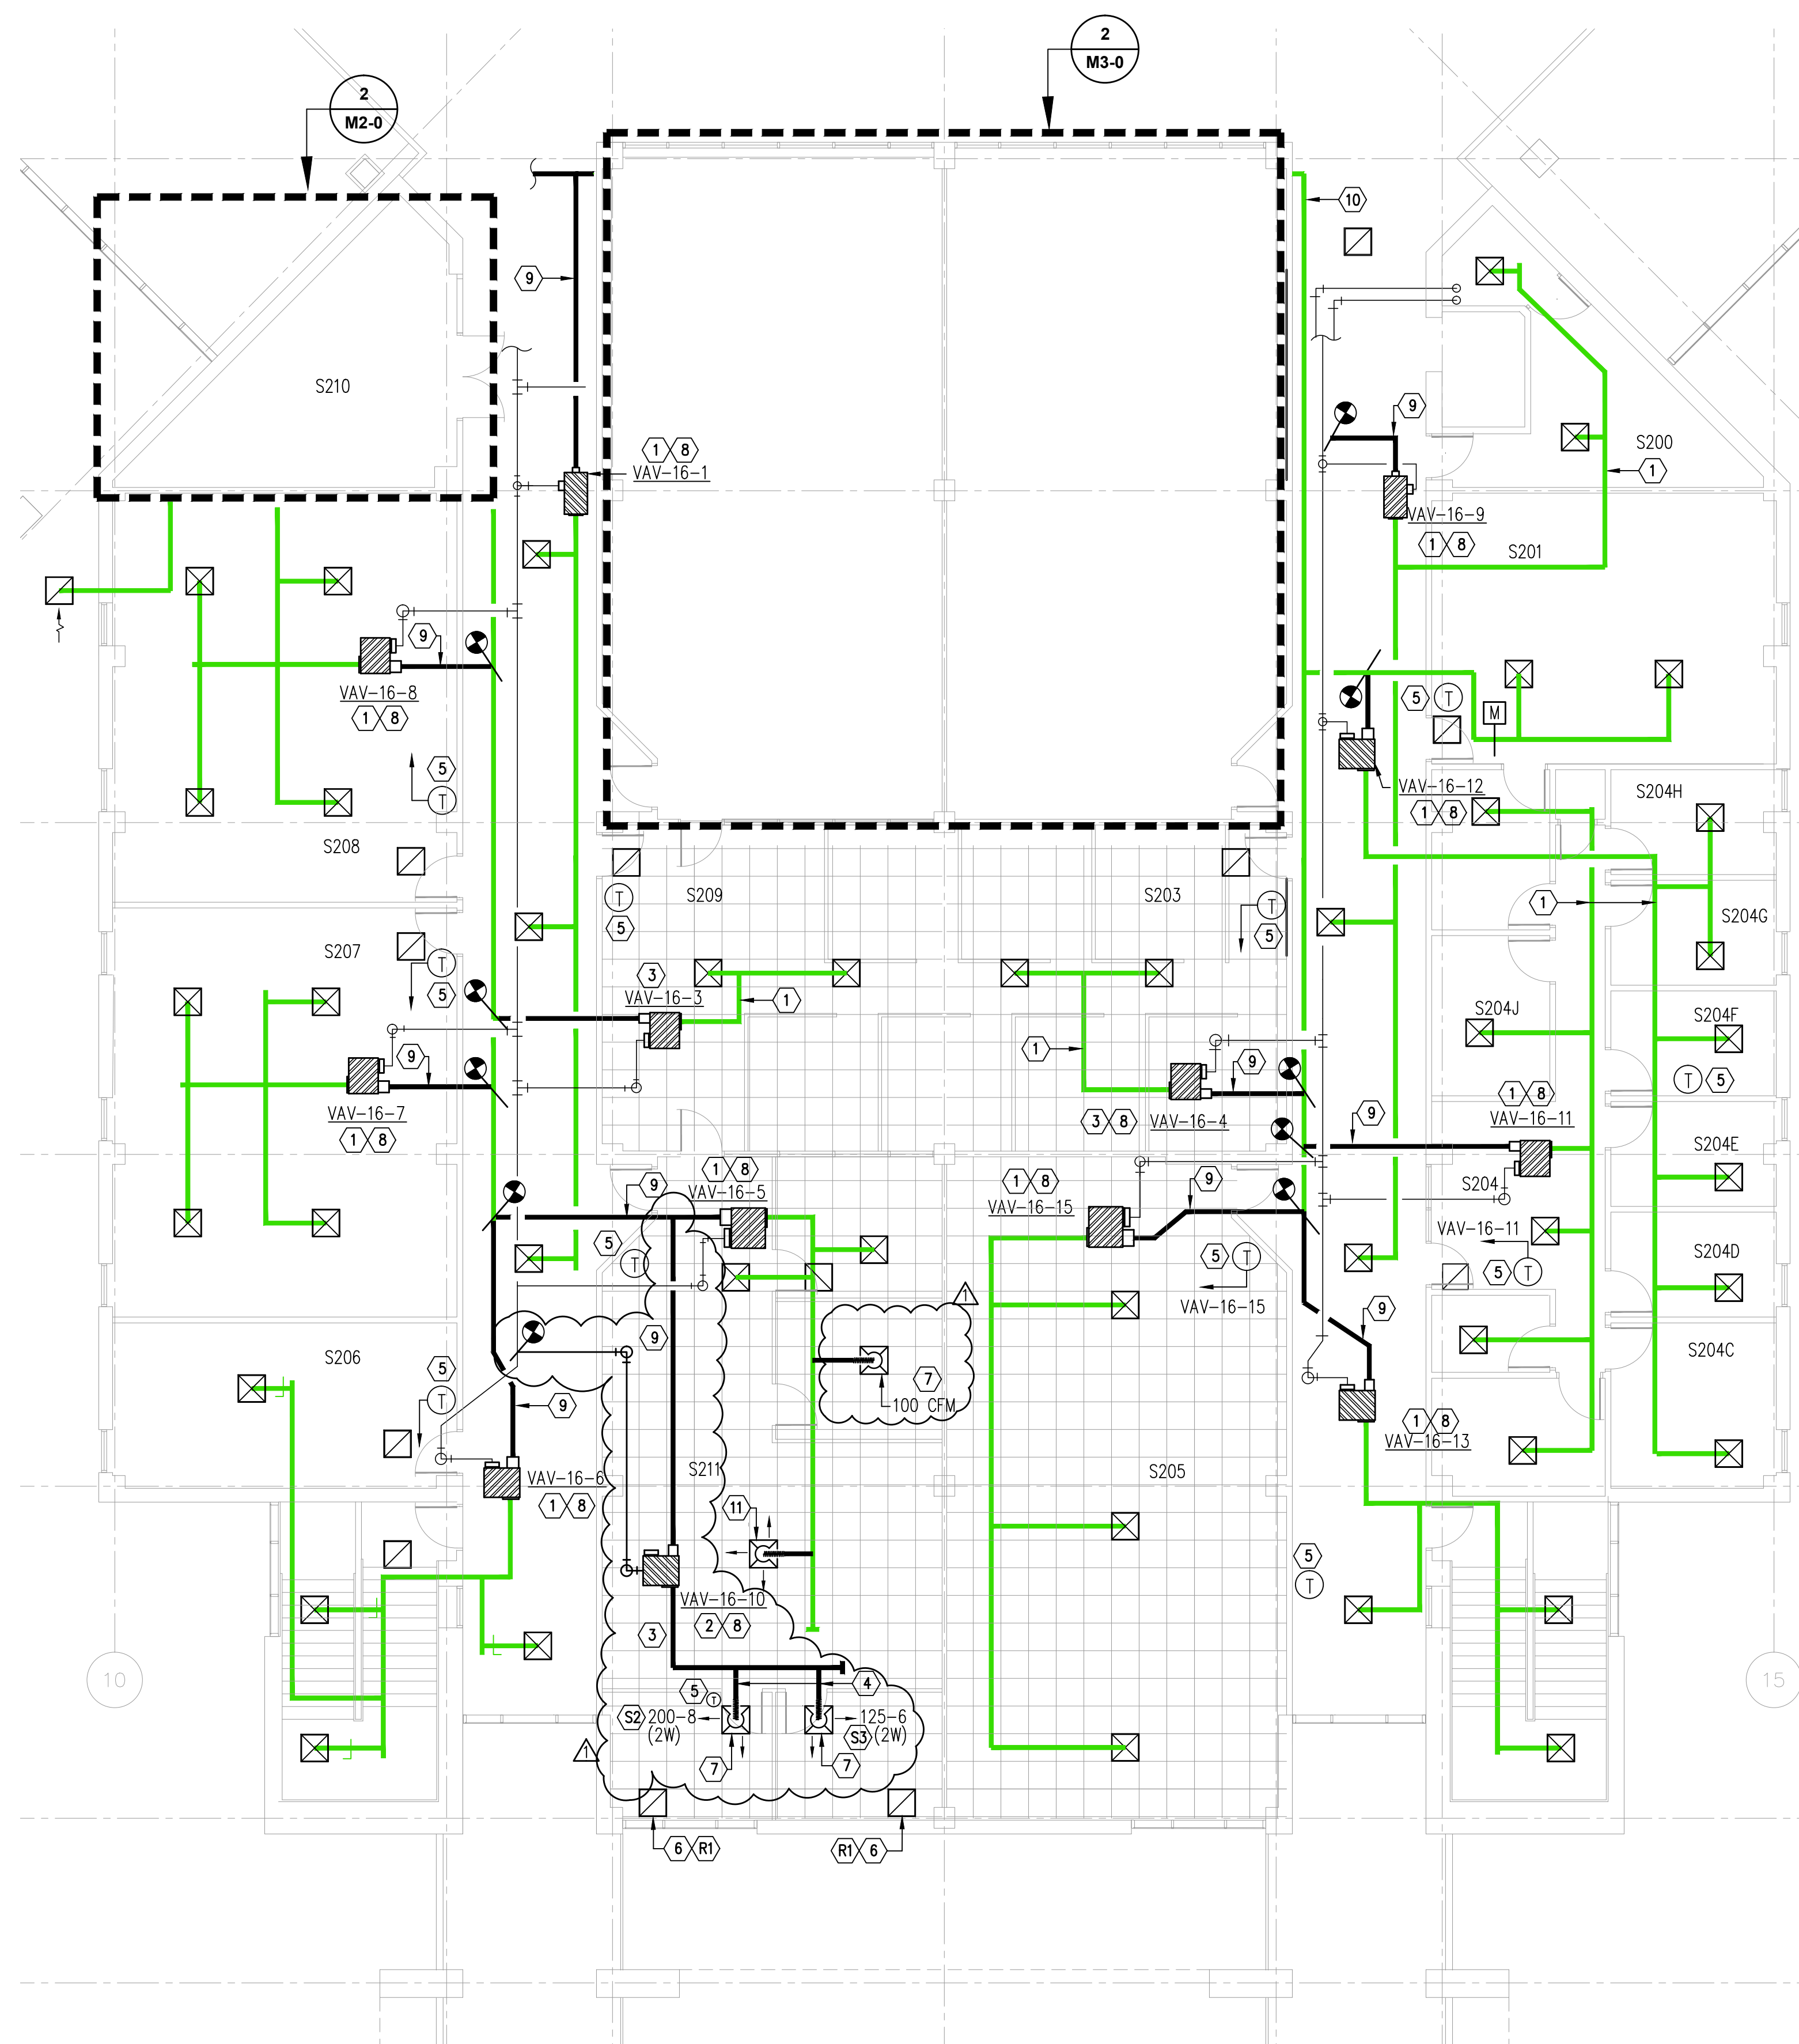 2
M3-0
2
M2-0
10
9
S210
9
S200
1 8
VAV-16-1
1
VAV-16-9
1 8
S201
9
VAV-16-8
1 8
5 T
M
5
T
VAV-16-12
1 8
S204H
S208
S209
S203
T
5
T
5
1
S204G
S207
T
5
3
VAV-16-3
1
S204J
S204F
9
1
9
T 5
VAV-16-7
1 8
3 8
VAV-16-4
9
1 8
VAV-16-11
S204E
1 8
VAV-16-5
9
1 8
VAV-16-15
9
S204
VAV-16-11
5 T
5
T
5 T
VAV-16-15
S204D
1
9
9
S206
5
T
7
100 CFM
S204C
9
1 8
VAV-16-13
S211
S205
VAV-16-6
1 8
11
5
T
VAV-16-10
2 8
3
10
15
4
5 T
S2 200-8
(2W)
125-6
S3 (2W)
1
7
7
6 R1
R1 6